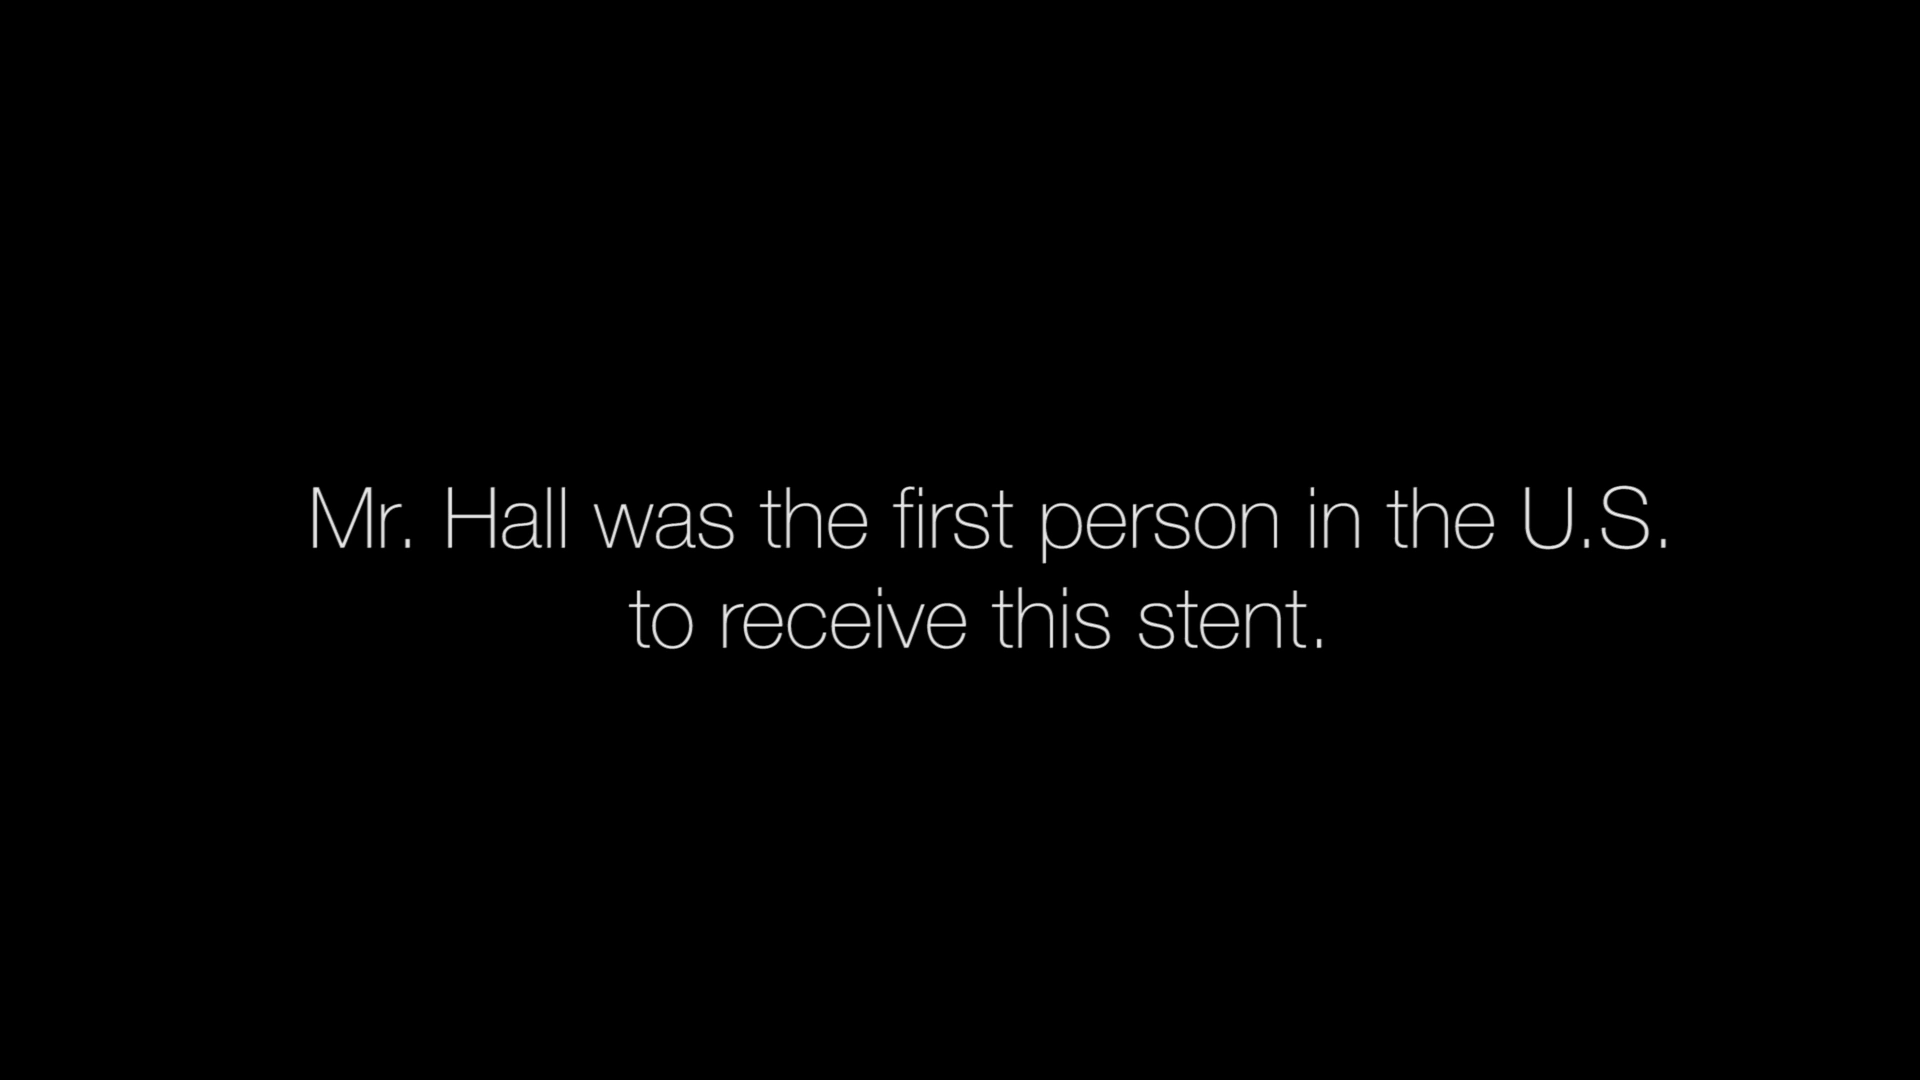 Mr. Hall was the first person in the U.S.
to receive this stent.